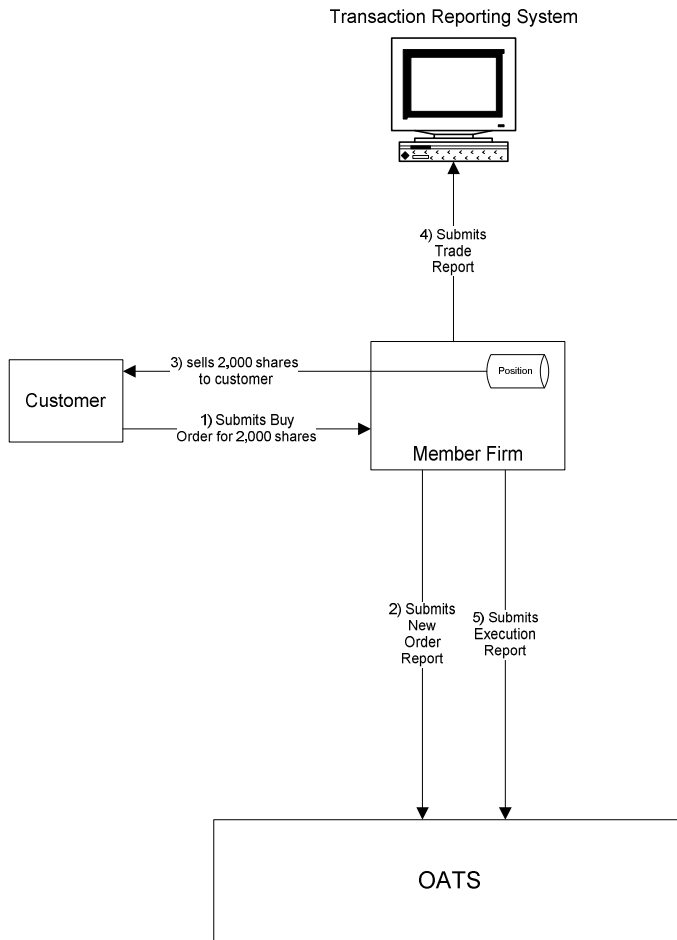 Transaction Reporting System
4) Submits
Trade
Report
3) sells 2,000 shares
to customer
Position
Customer
1) Submits Buy
Order for 2,000 shares
Member Firm
2) Submits
New
Order
Report
5) Submits
Execution
Report
OATS